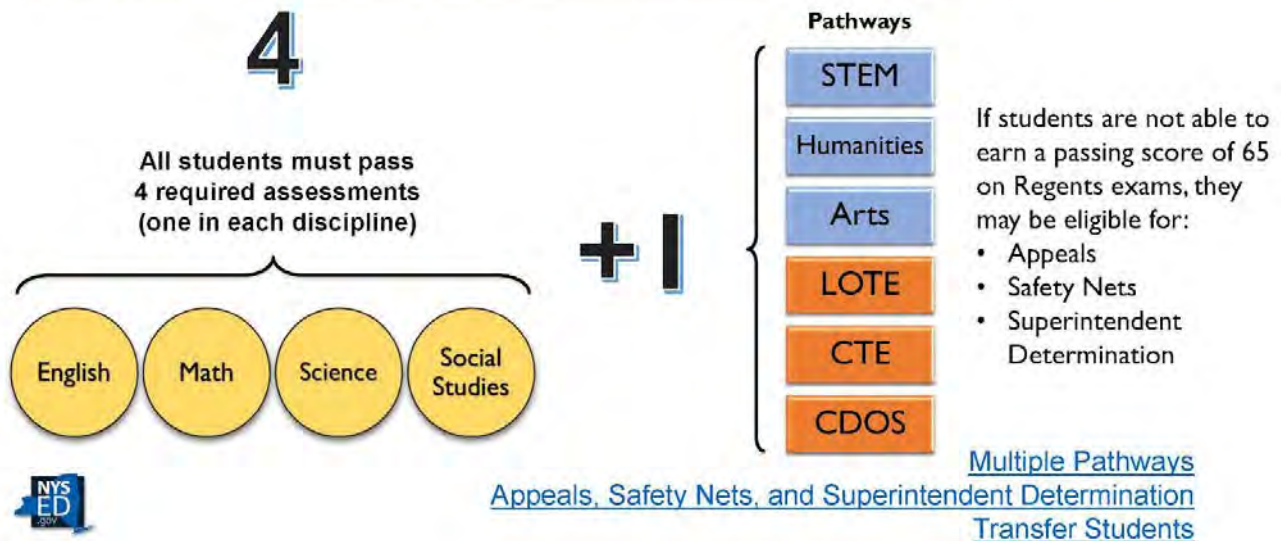 4
All students must pass
4 required assessments
(one in each discipline)
English
Math
Science
Social
Studies
+1
Pathways
STEM
Humanities
Arts
LOTE
CTE
CDOS
If students are not able to
earn a passing score of 65
on Regents exams, they
may be eligible for:
• Appeals
• Safety Nets
• Superintendent
Determination
Multiple Pathways
Appeals, Safety Nets, and Superintendent Determination
Transfer Students
NYS
ED
.gov